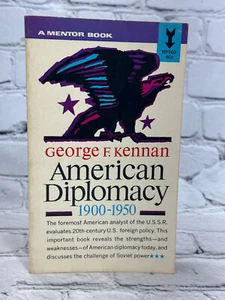 A MENTOR BOOK
GEORGE F. KENNAN
American
Diplomacy
1900-1950
The foremost American analyst of the U.S.S.R.
evaluates 20th-century U.S. foreign policy. This
important book reveals the strengths—and
weaknesses—of American diplomacy today, and
discusses the challenge of Soviet power★★★